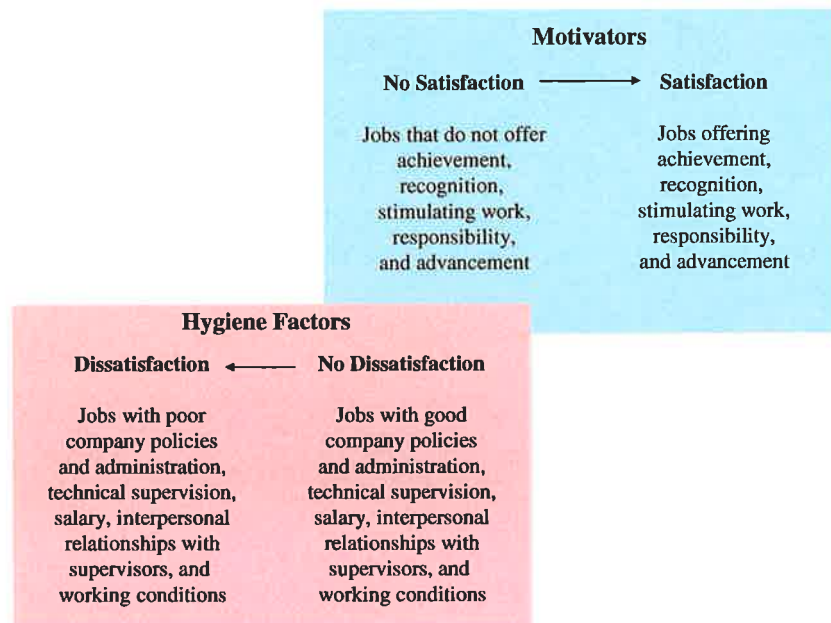 Motivators
No Satisfaction
Satisfaction
Jobs that do not offer
achievement,
recognition,
stimulating work,
responsibility,
and advancement
Jobs offering
achievement,
recognition,
stimulating work,
responsibility,
and advancement
Hygiene Factors
Dissatisfaction
No Dissatisfaction
Jobs with poor
company policies
and administration,
technical supervision,
salary, interpersonal
relationships with
supervisors, and
working conditions
Jobs with good
company policies
and administration,
technical supervision,
salary, interpersonal
relationships with
supervisors, and
working conditions